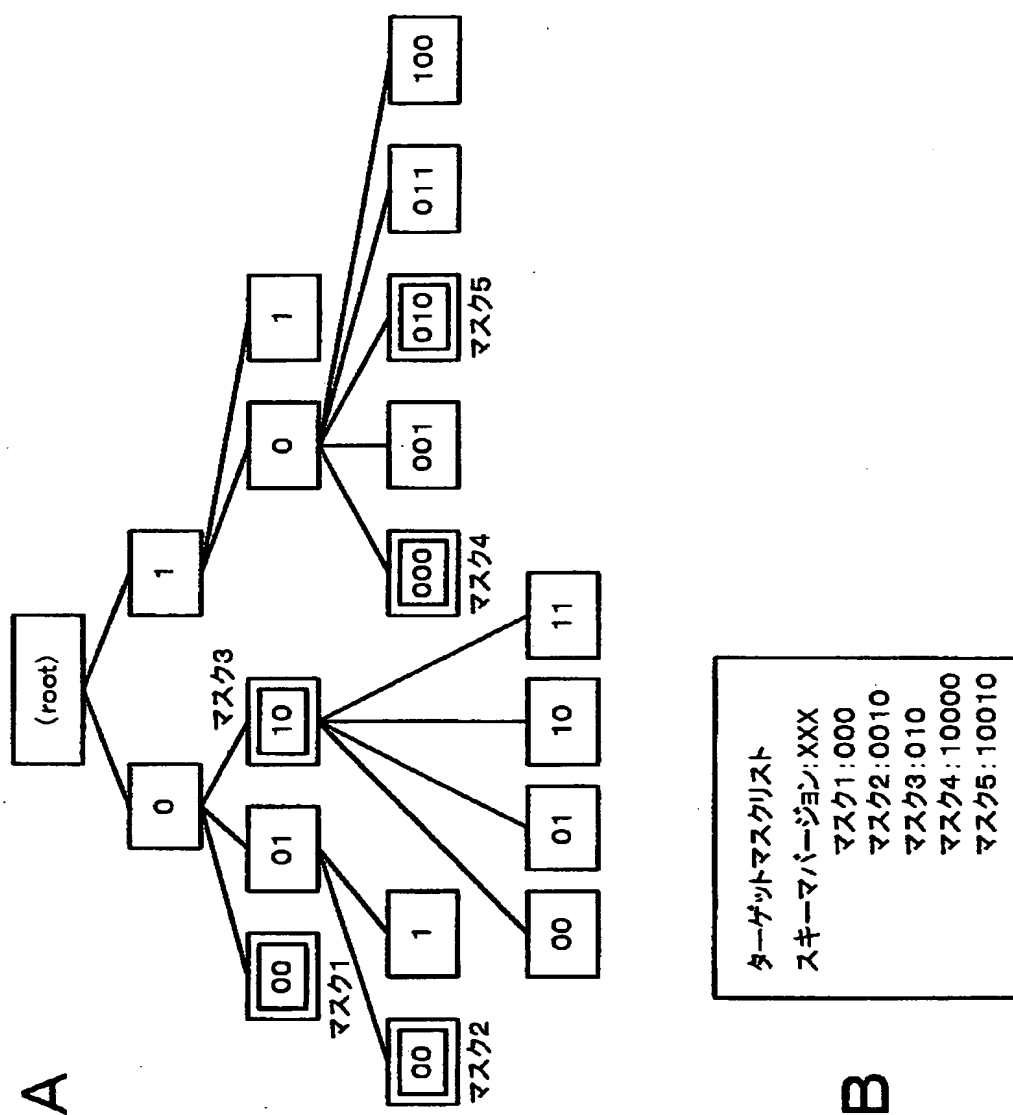 A
(root)
0
1
マスク3
00
01
10
0
1
マスク1
00
1
000
001
010
011
100
マスク2
マスク4
マスク5
00
01
10
11
B
ターゲットマスクリスト
スキーマバージョン:XXX
マスク1:000
マスク2:0010
マスク3:010
マスク4:10000
マスク5:10010